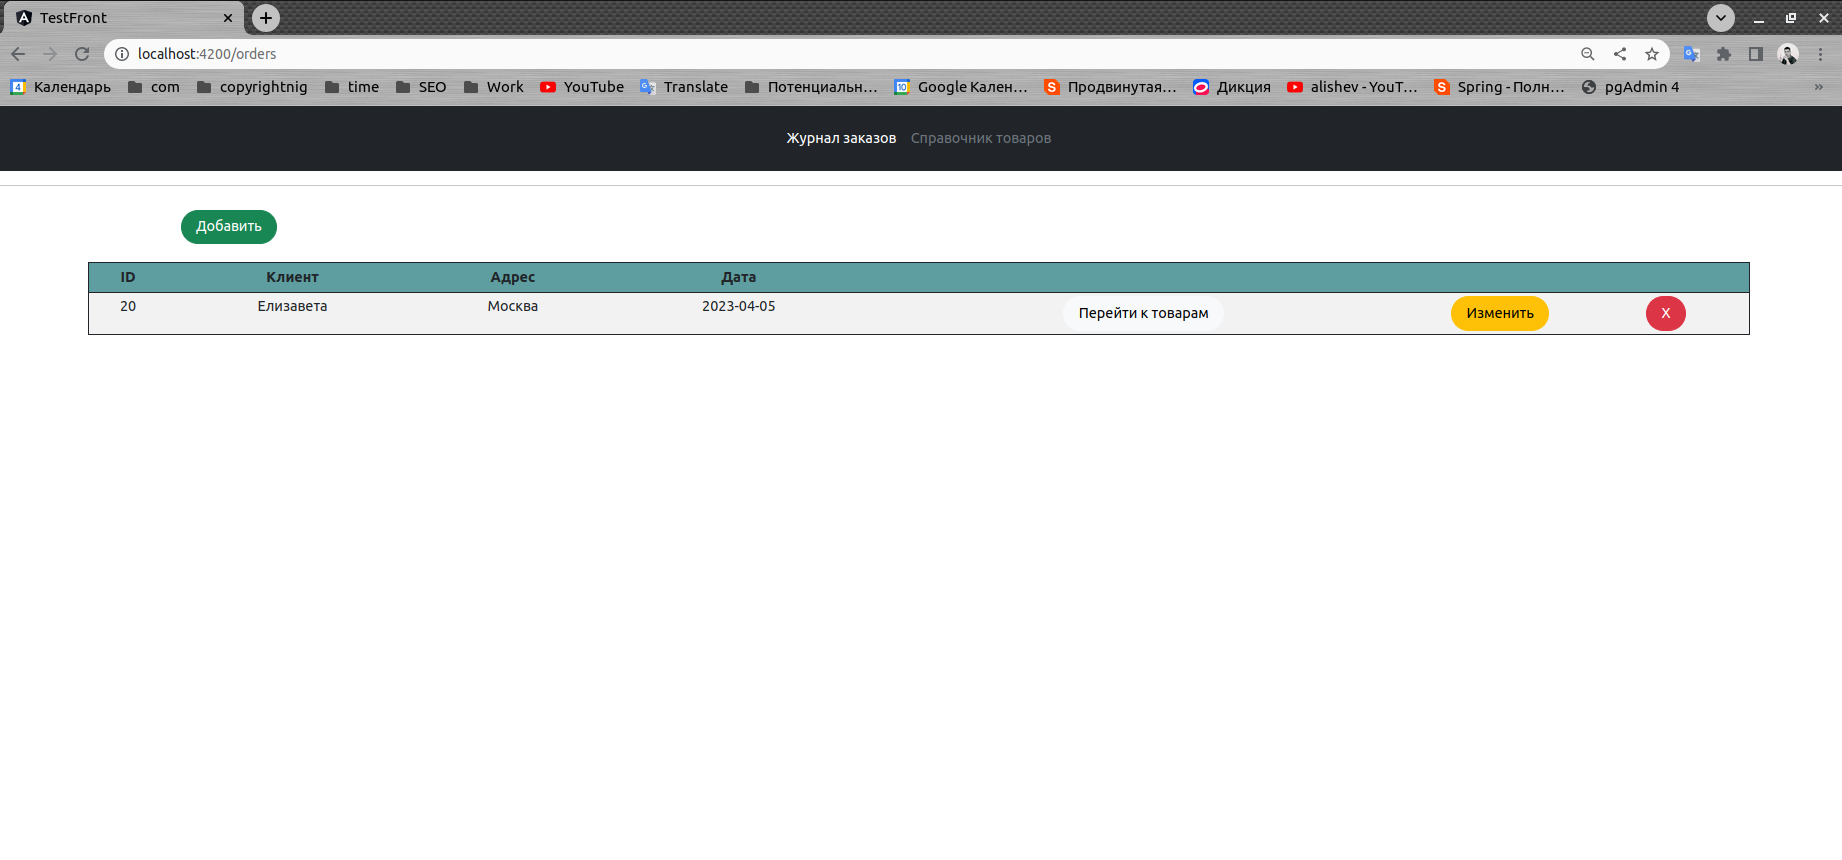 TestFront
localhost:4200/orders
Календарь com copyrightnig time SEO Work YouTube Translate Потенциальн… Google Кален… Продвинутая… Дикция alishev - YouT… Spring - Полн… pgAdmin 4 »
Журнал заказов Справочник товаров
Добавить
ID Клиент Адрес Дата
20 Елизавета Москва 2023-04-05 Перейти к товарам Изменить X